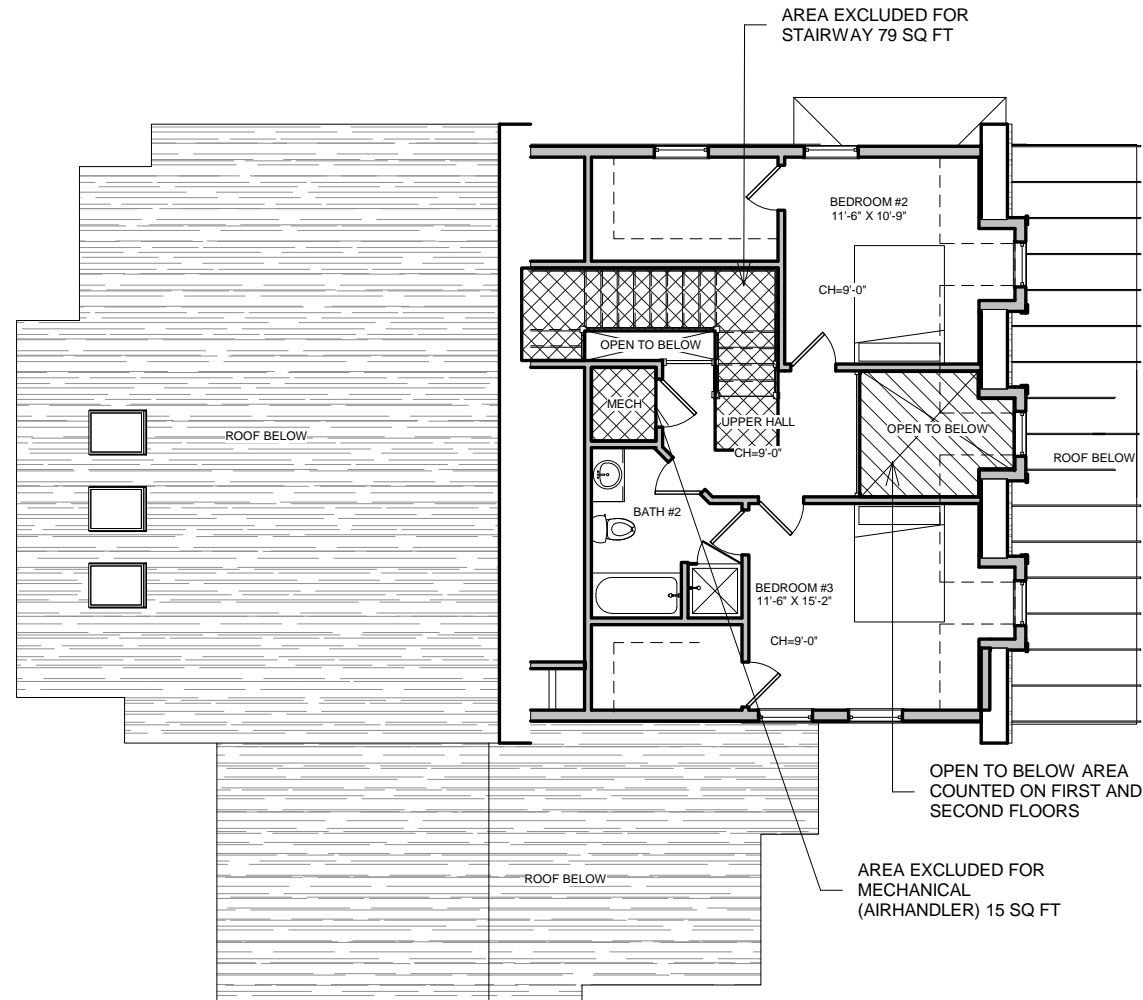 AREA EXCLUDED FOR
STAIRWAY 79 SQ FT
BEDROOM #2
11'-6" X 10'-9"
CH=9'-0"
OPEN TO BELOW
MECH
UPPER HALL
CH=9'-0"
OPEN TO BELOW
ROOF BELOW
ROOF BELOW
BATH #2
BEDROOM #3
11'-6" X 15'-2"
CH=9'-0"
OPEN TO BELOW AREA
COUNTED ON FIRST AND
SECOND FLOORS
AREA EXCLUDED FOR
MECHANICAL
(AIRHANDLER) 15 SQ FT
ROOF BELOW